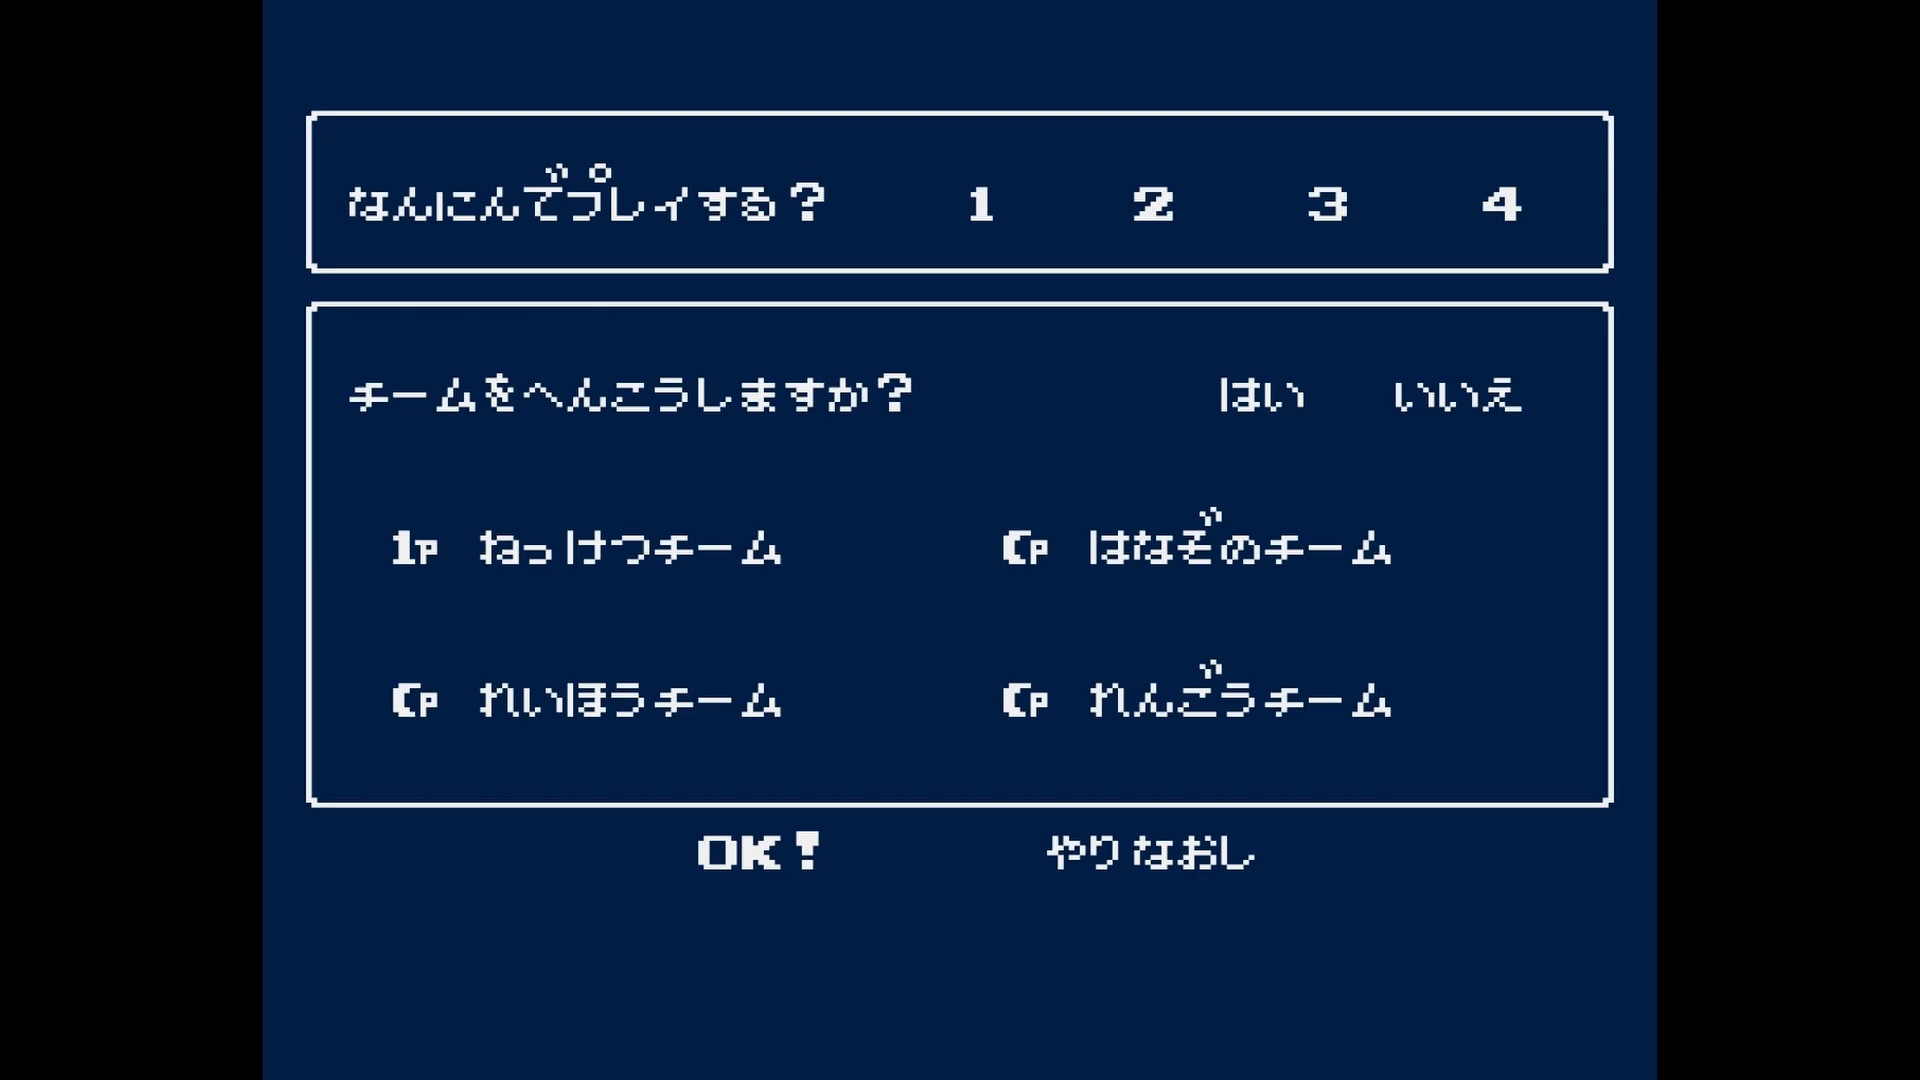 なんにんでプレイする? 1 2 3 4
チームをへんこうしますか? はい いいえ
1P ねっけつチーム CP はなぞのチーム
CP れいほうチーム CP れんごうチーム
OK! やりなおし